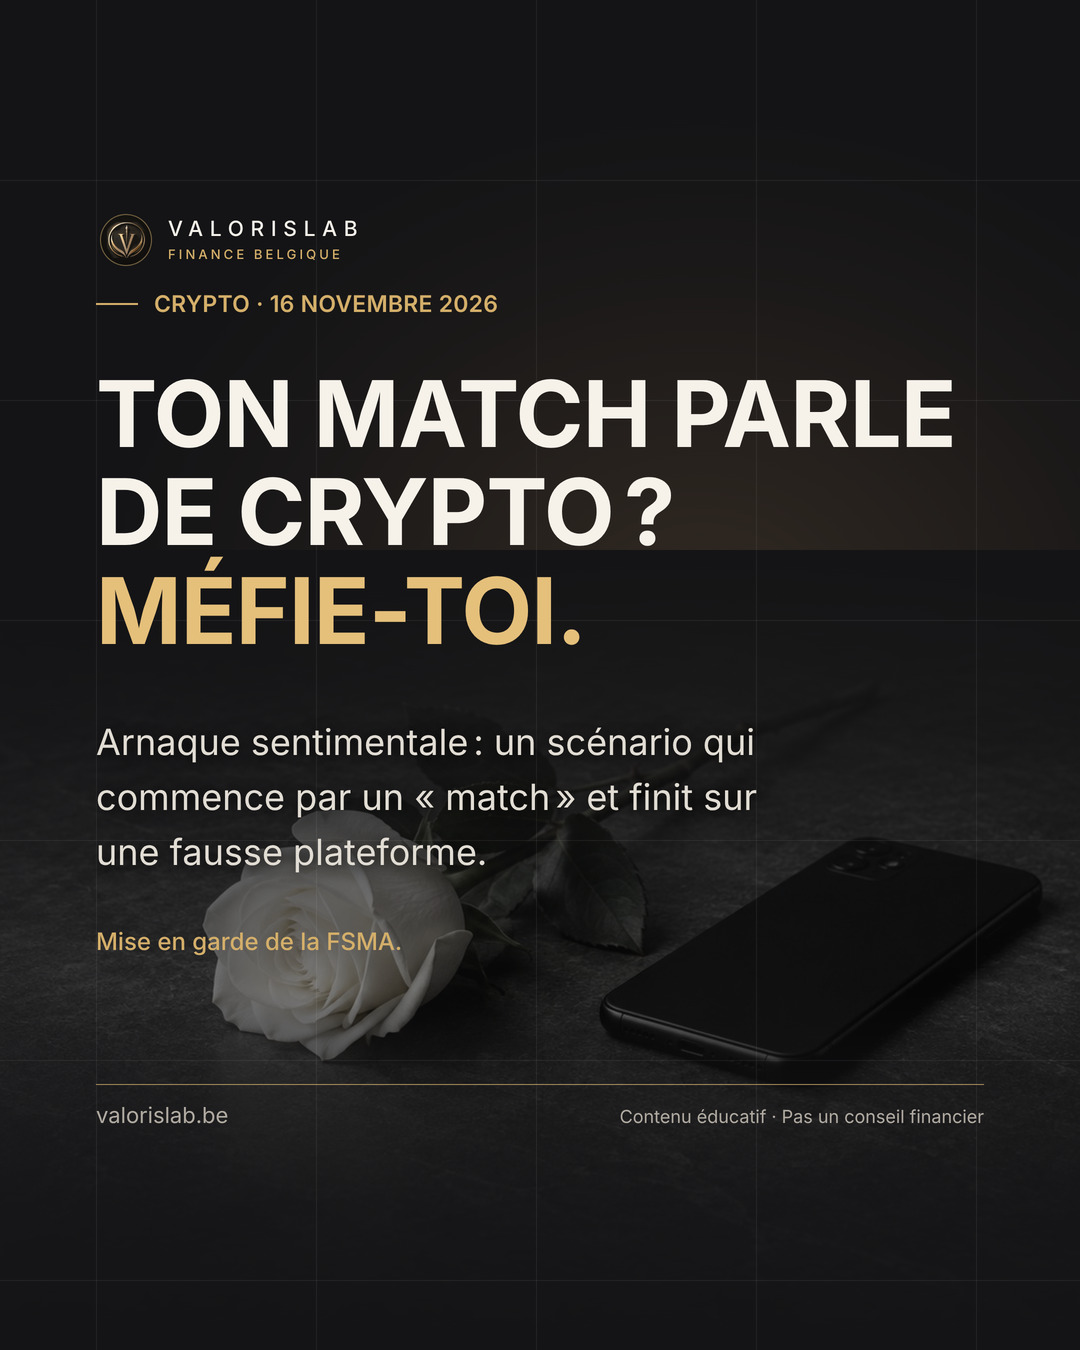 VALORISLAB
FINANCE BELGIQUE
CRYPTO · 16 NOVEMBRE 2026
TON MATCH PARLE
DE CRYPTO ?
MÉFIE-TOI.
Arnaque sentimentale : un scénario qui
commence par un « match » et finit sur
une fausse plateforme.
Mise en garde de la FSMA.
valorislab.be
Contenu éducatif · Pas un conseil financier